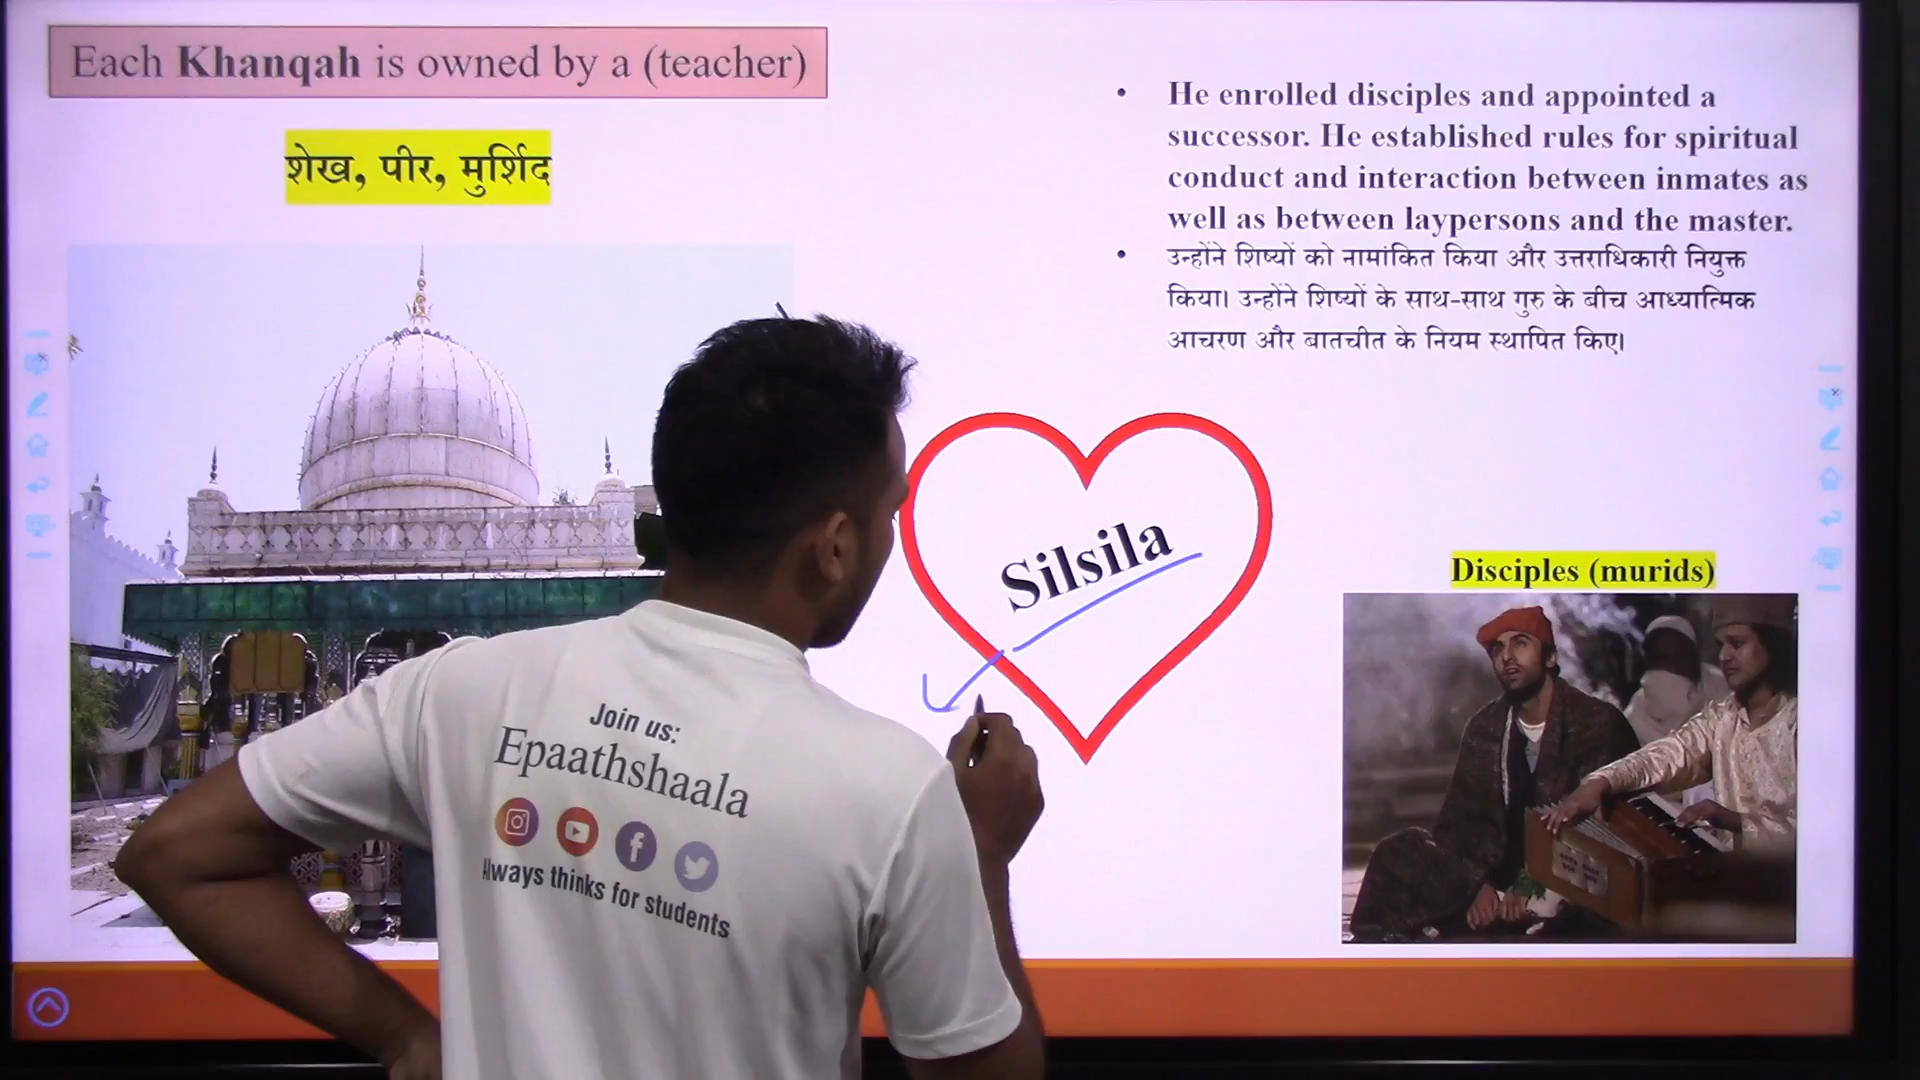 Each Khanqah is owned by a (teacher)
शेख, पीर, मुर्शिद
• He enrolled disciples and appointed a
successor. He established rules for spiritual
conduct and interaction between inmates as
well as between laypersons and the master.
• उन्होंने शिष्यों को नामांकित किया और उत्तराधिकारी नियुक्त
किया। उन्होंने शिष्यों के साथ-साथ गुरु के बीच आध्यात्मिक
आचरण और बातचीत के नियम स्थापित किए।
Silsila
Disciples (murids)
Join us:
Epaathshaala
Always thinks for students